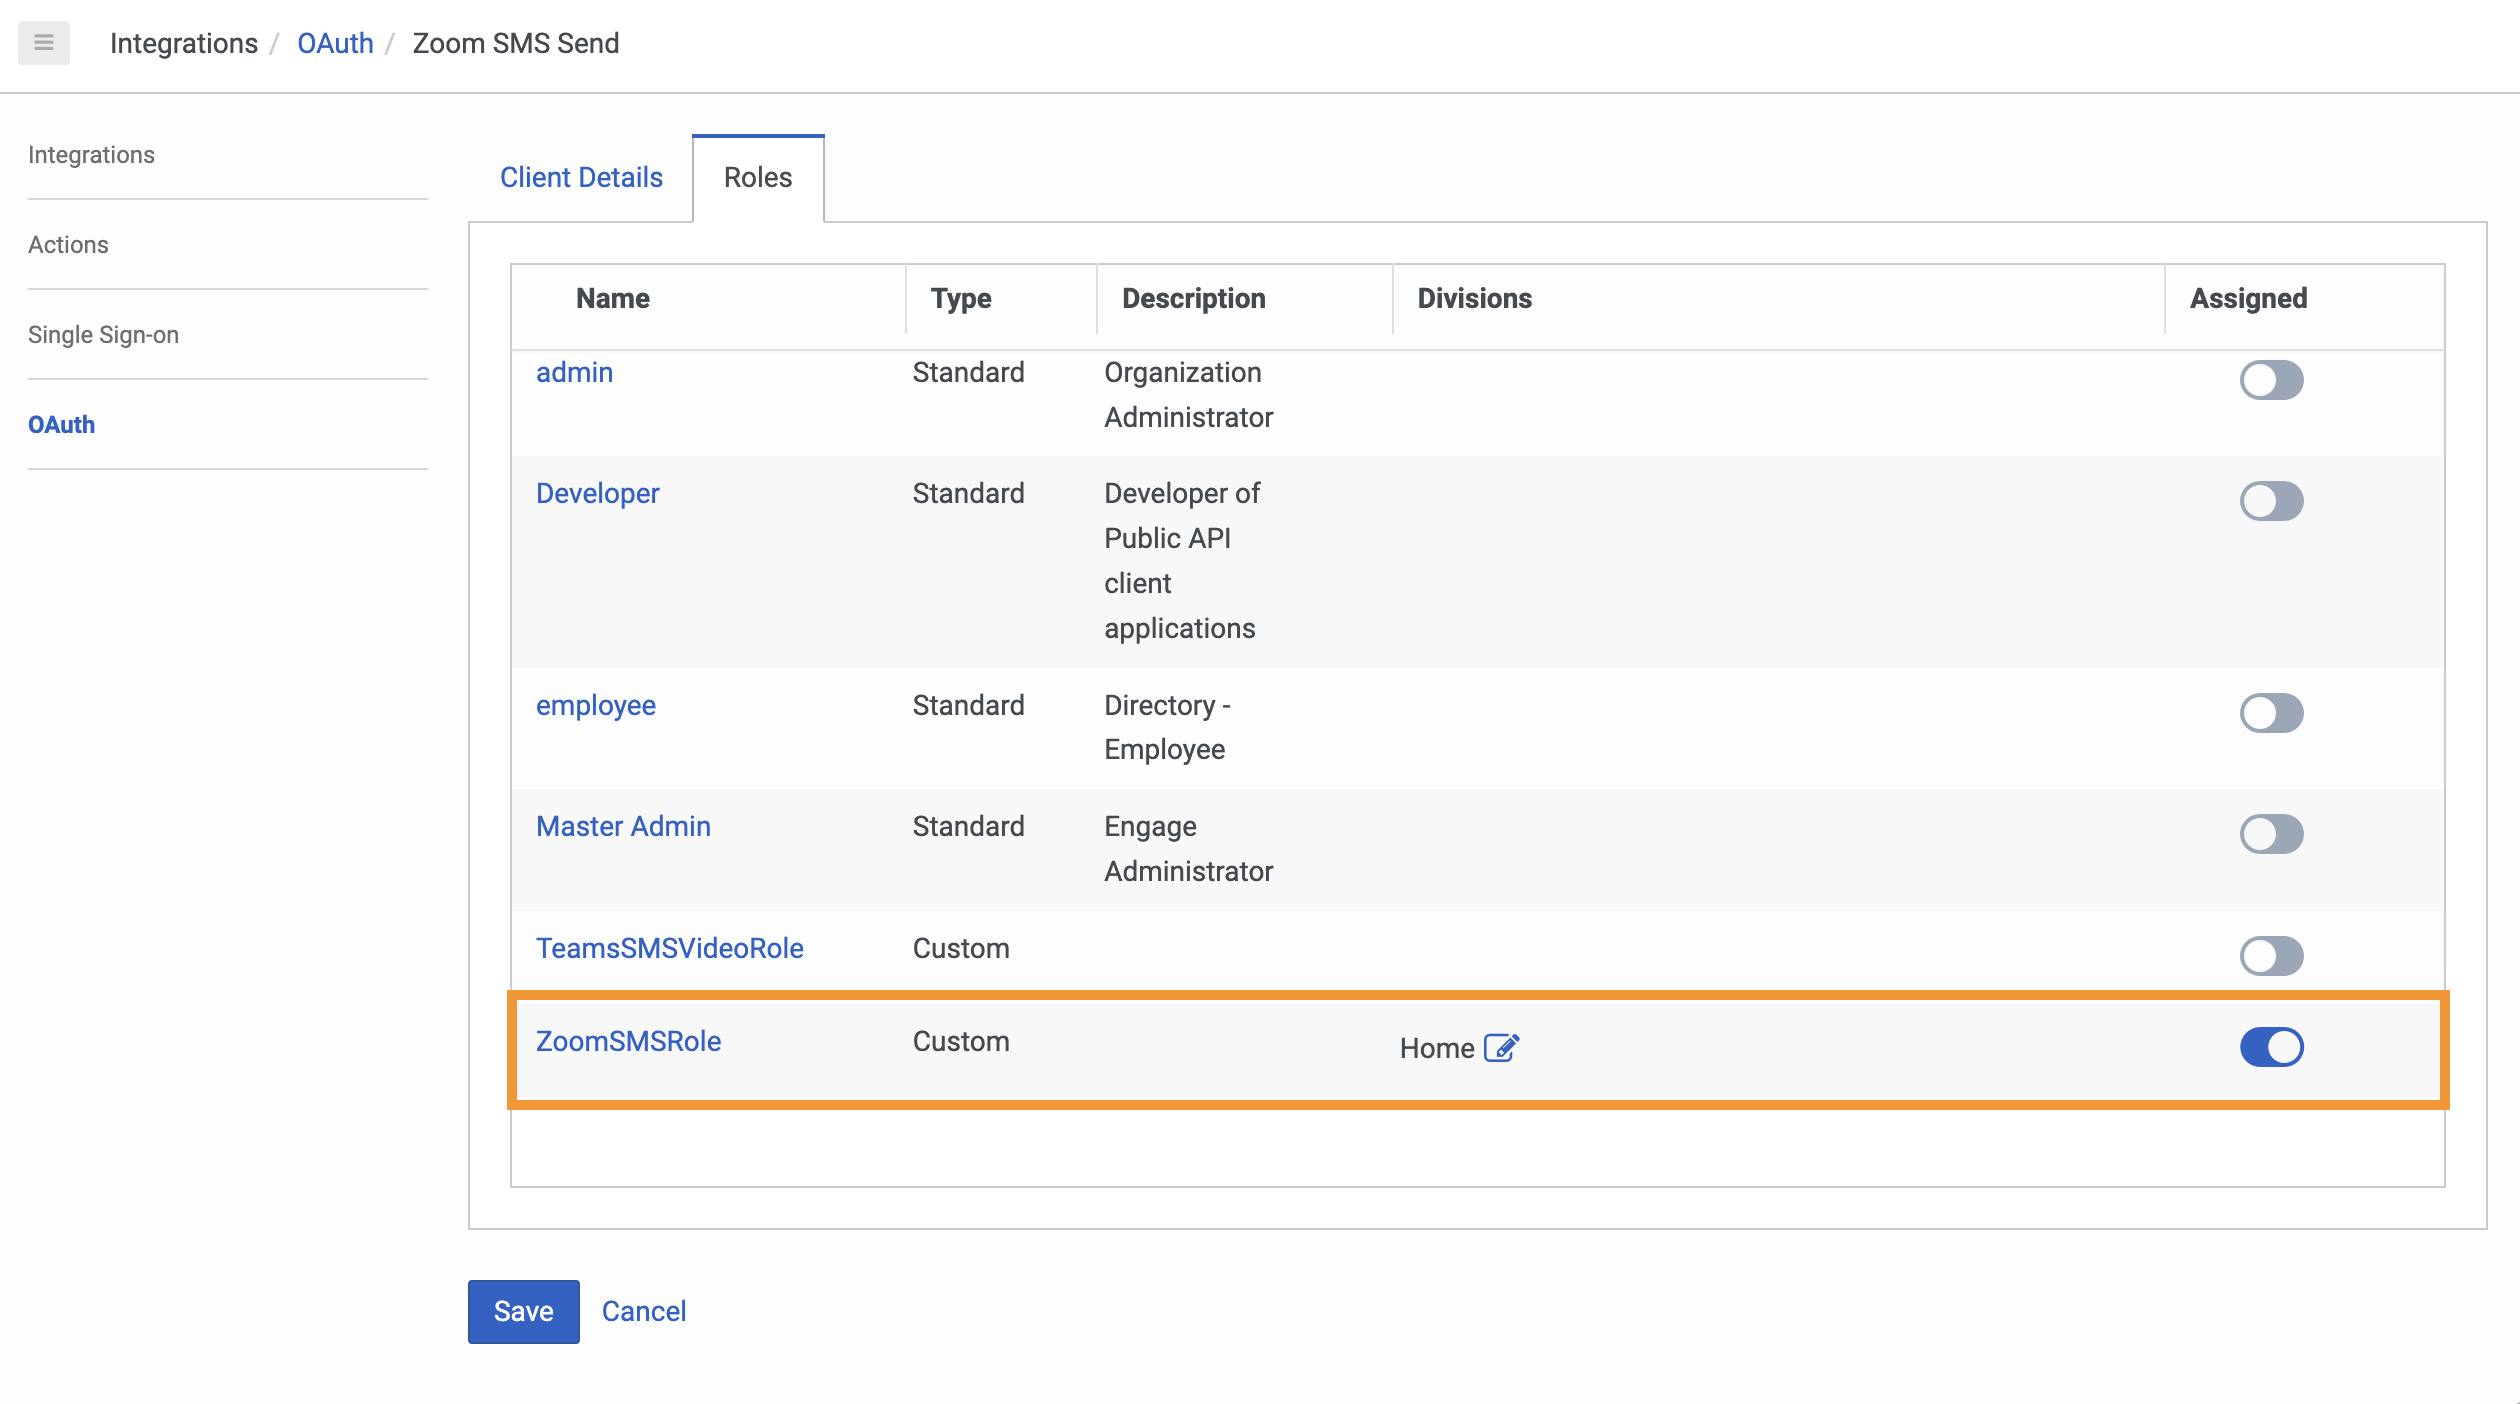 Integrations / OAuth / Zoom SMS Send
Integrations
Actions
Single Sign-on
OAuth
Client Details
Roles
Name Type Description Divisions Assigned
admin Standard Organization
Administrator
Developer Standard Developer of
Public API
client
applications
employee Standard Directory -
Employee
Master Admin Standard Engage
Administrator
TeamsSMSVideoRole Custom
ZoomSMSRole Custom Home
Save Cancel